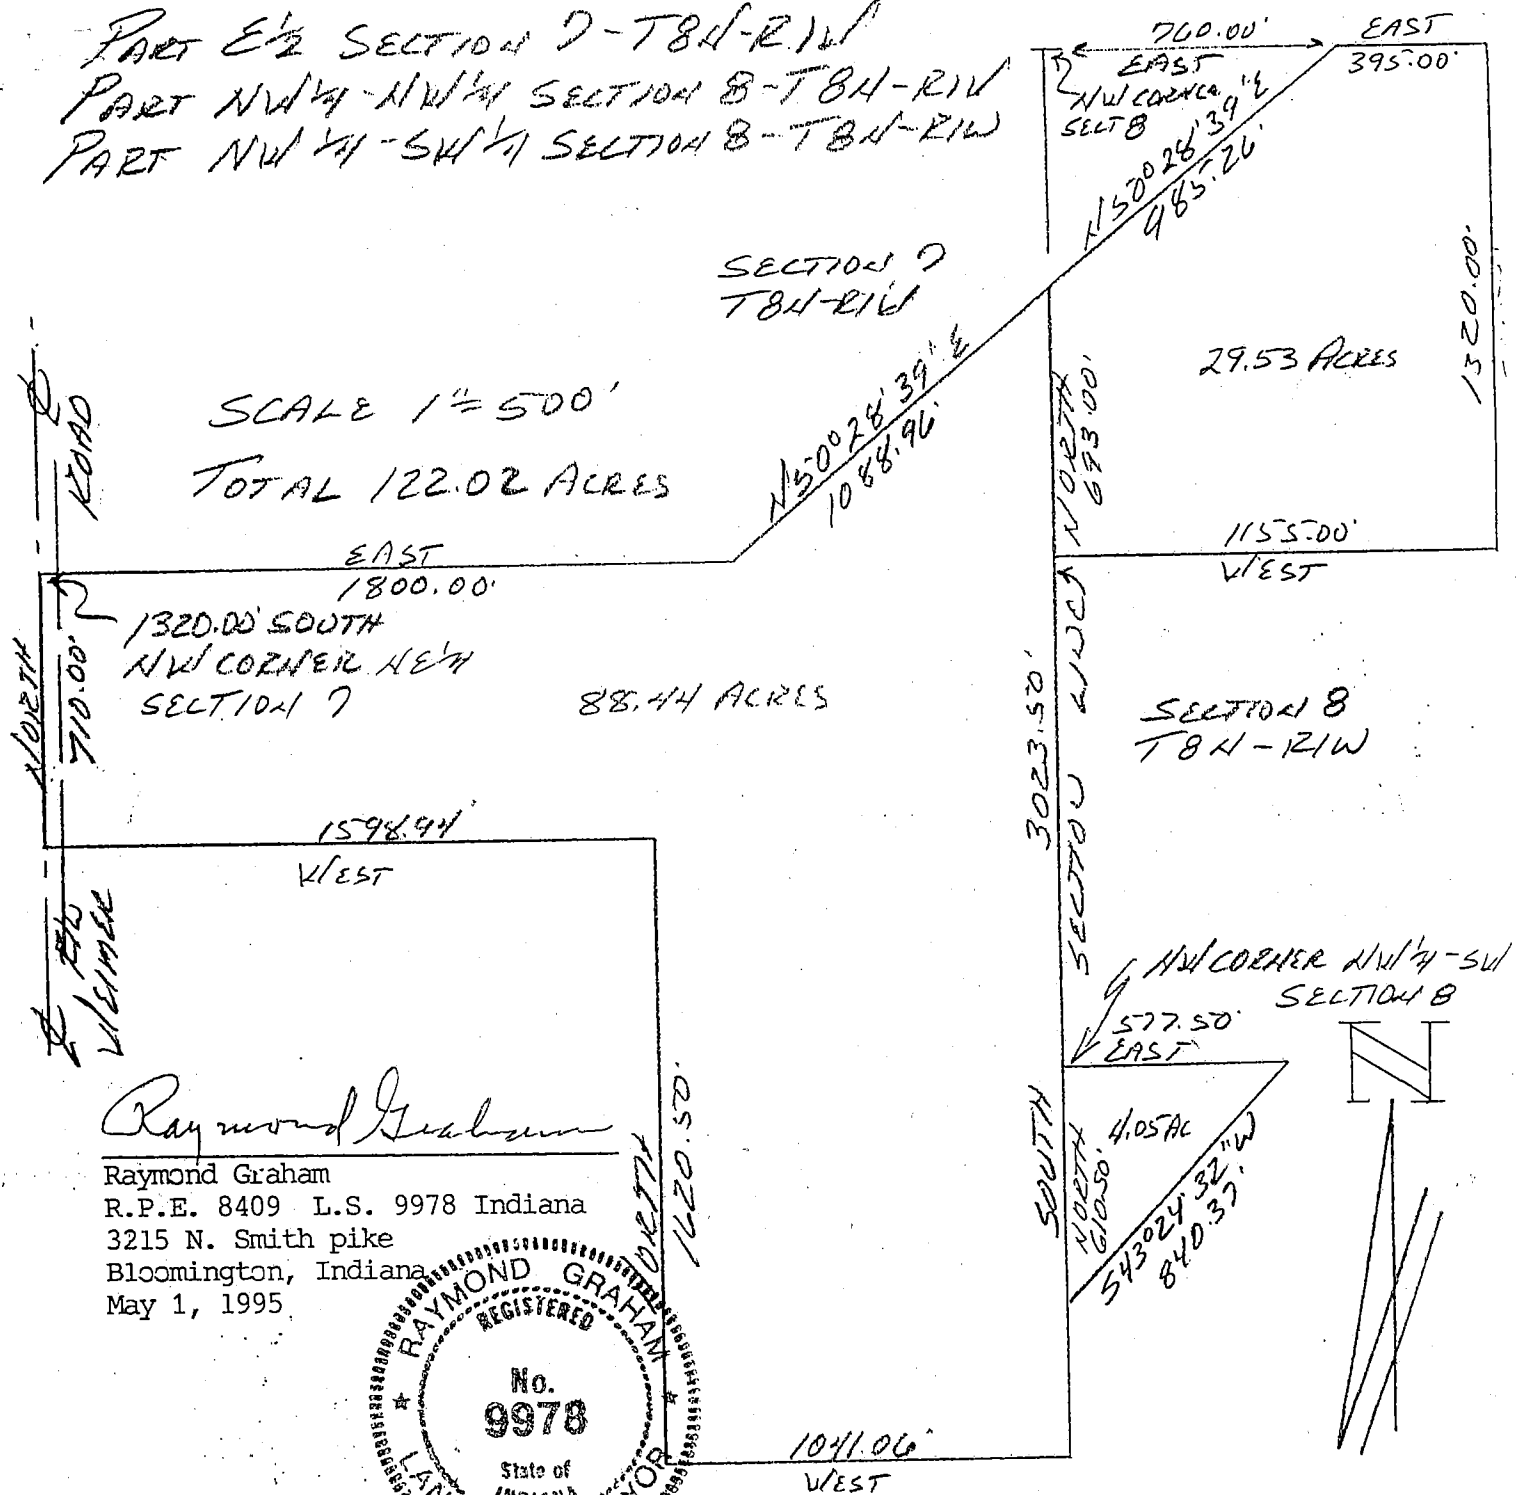 PART E½ SECTION 7-T8N-R1W
PART NW¼-NW¼ SECTION 8-T8N-R1W
PART NW¼-SW¼ SECTION 8-T8N-R1W
760.00'
EAST
EAST
395.00'
NW CORNER
SECT 8
N50°28'39"E
985.26'
SECTION 7
T8N-R1W
1320.00'
29.53 ACRES
℄ ROAD
SCALE 1"=500'
TOTAL 122.02 ACRES
N50°28'39"E
1088.96'
NORTH
693.00'
1155.00'
WEST
EAST
1800.00'
NORTH
710.00'
1320.00' SOUTH
NW CORNER NE¼
SECTION 7
88.44 ACRES
3023.50'
SECTION LINE
SECTION 8
T8N-R1W
1598.94'
WEST
℄
WEIMER
NW CORNER NW¼-SW
SECTION 8
577.50'
EAST
N
SOUTH
NORTH
610.50'
4.05 AC
S43°24'32"W
840.37'
NORTH
1620.50'
Raymond Graham
Raymond Graham
R.P.E. 8409 L.S. 9978 Indiana
3215 N. Smith pike
Bloomington, Indiana
May 1, 1995
RAYMOND GRAHAM
REGISTERED
No.
9978
State of
INDIANA
1041.06'
WEST